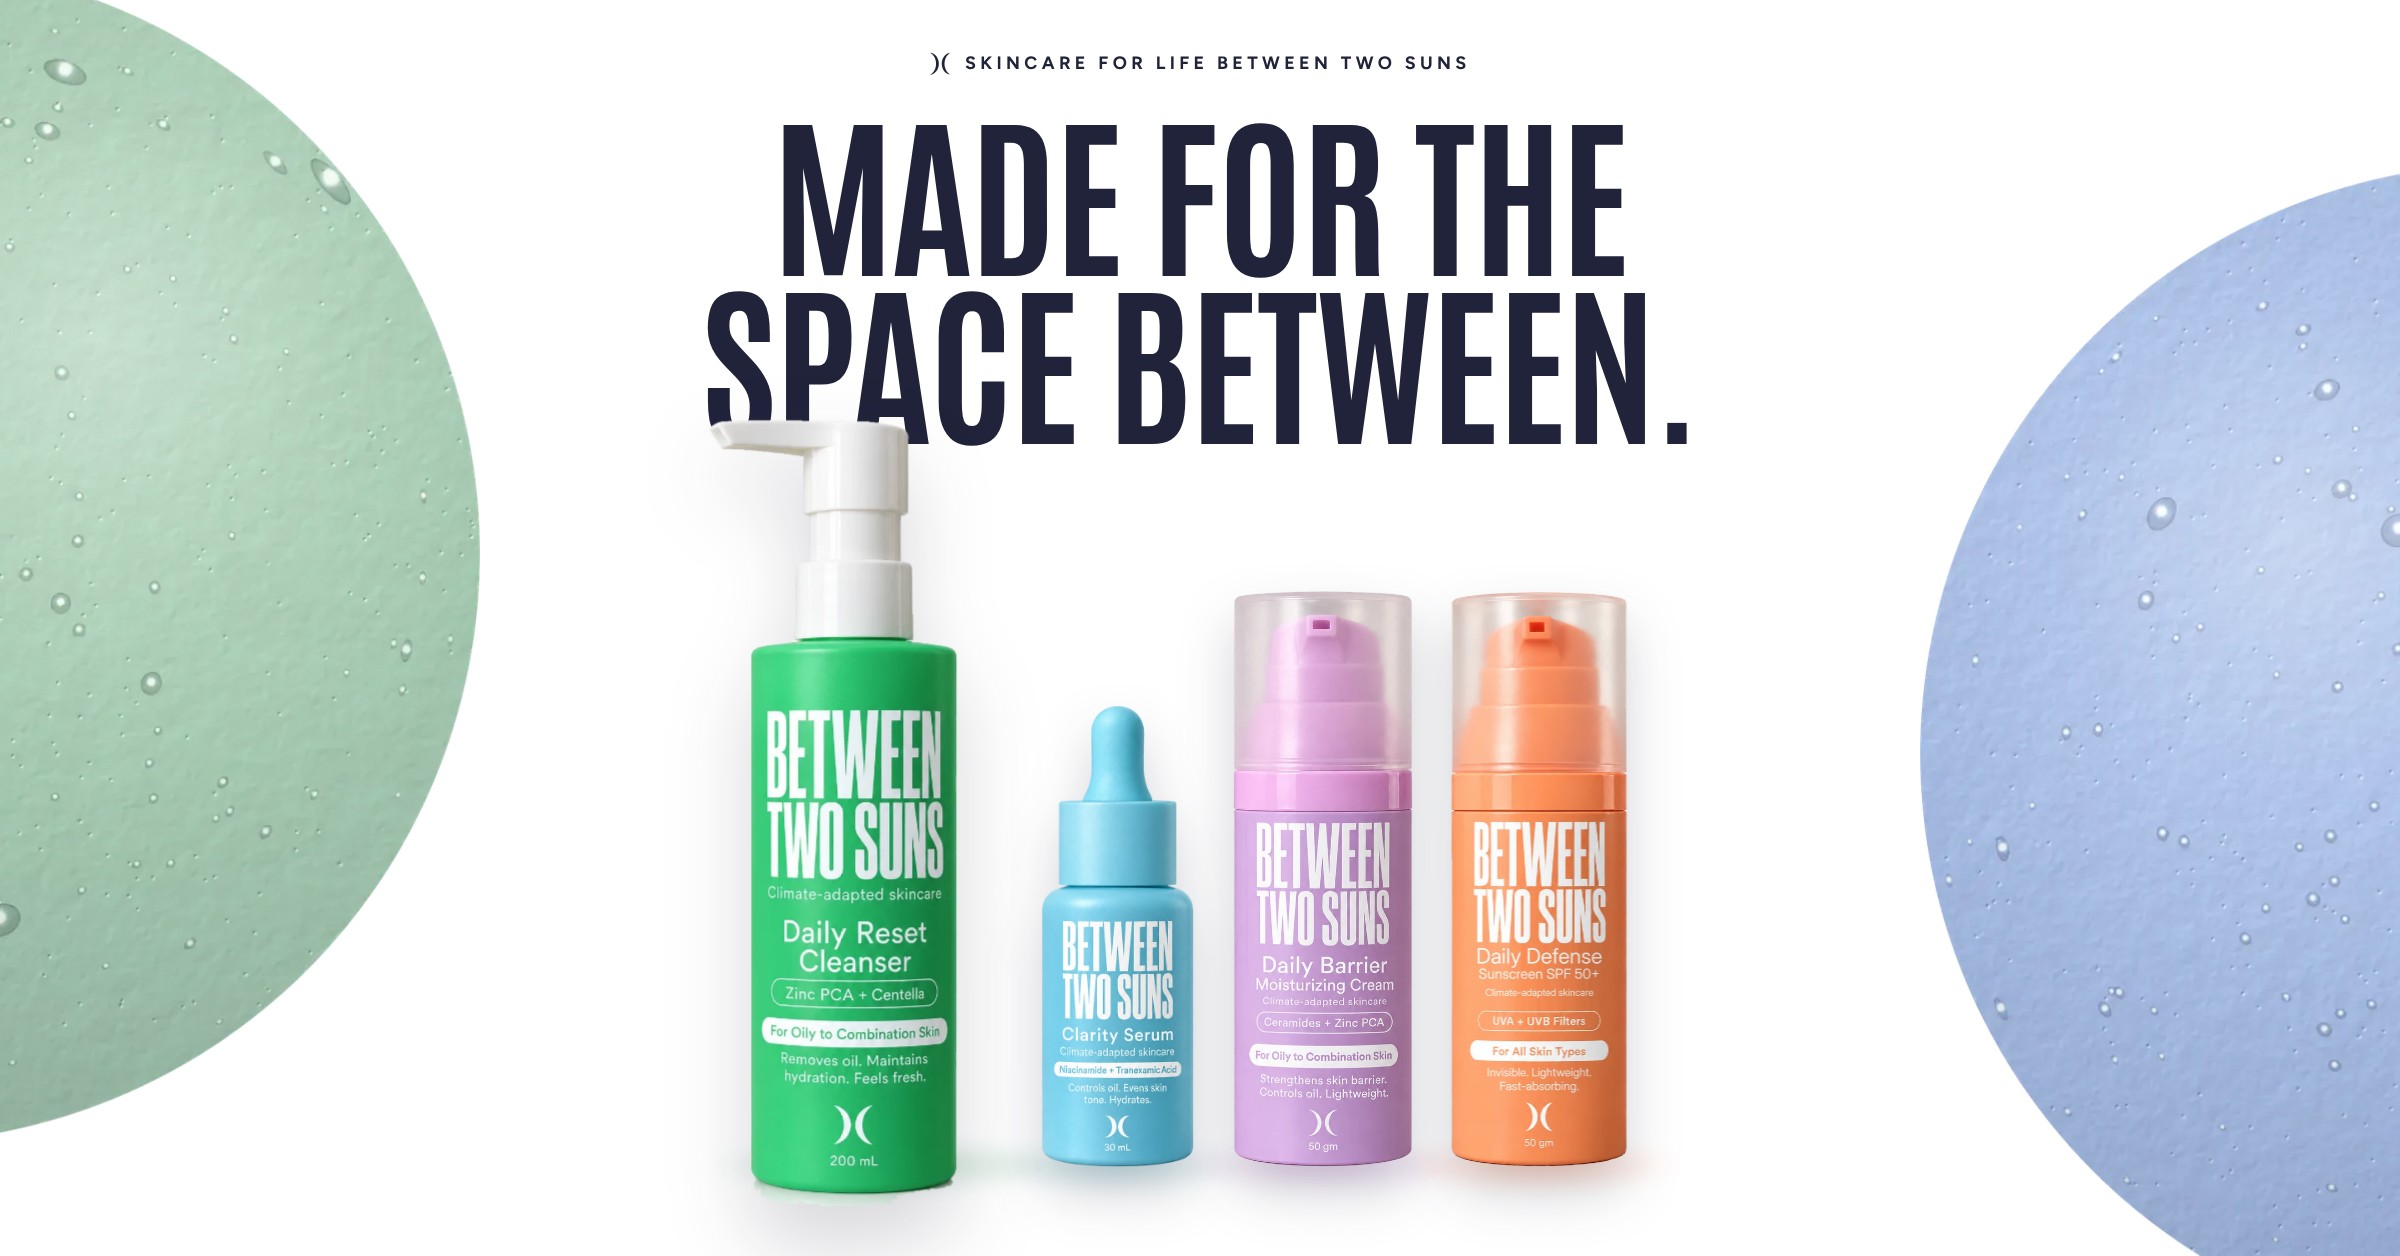 SKINCARE FOR LIFE BETWEEN TWO SUNS
MADE FOR THE
SPACE BETWEEN.
BETWEEN
TWO SUNS
Climate-adapted skincare
Daily Reset
Cleanser
Zinc PCA + Centella
For Oily to Combination Skin
Removes oil. Maintains
hydration. Feels fresh.
200 mL
BETWEEN
TWO SUNS
Clarity Serum
Climate-adapted skincare
Niacinamide + Tranexamic Acid
Controls oil. Evens skin
tone. Hydrates.
30 mL
BETWEEN
TWO SUNS
Daily Barrier
Moisturizing Cream
Climate-adapted skincare
Ceramides + Zinc PCA
For Oily to Combination Skin
Strengthens skin barrier.
Controls oil. Lightweight.
50 gm
BETWEEN
TWO SUNS
Daily Defense
Sunscreen SPF 50+
Climate-adapted skincare
UVA + UVB Filters
For All Skin Types
Invisible. Lightweight.
Fast-absorbing.
50 gm